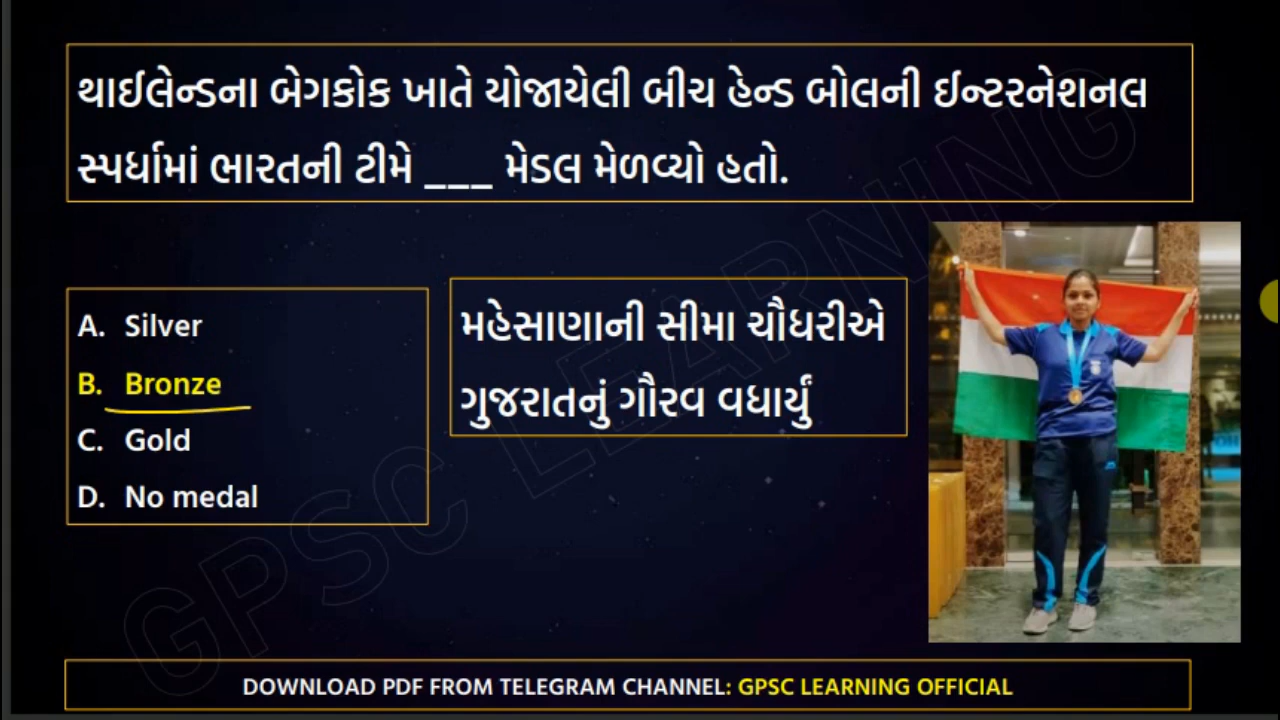 થાઈલેન્ડના બેગકોક ખાતે યોજાયેલી બીચ હેન્ડ બોલની ઈન્ટરનેશનલ
સ્પર્ધામાં ભારતની ટીમે ___ મેડલ મેળવ્યો હતો.
A. Silver
B. Bronze
C. Gold
D. No medal
મહેસાણાની સીમા ચૌધરીએ
ગુજરાતનું ગૌરવ વધાર્યું
GPSC LEARNING
DOWNLOAD PDF FROM TELEGRAM CHANNEL: GPSC LEARNING OFFICIAL